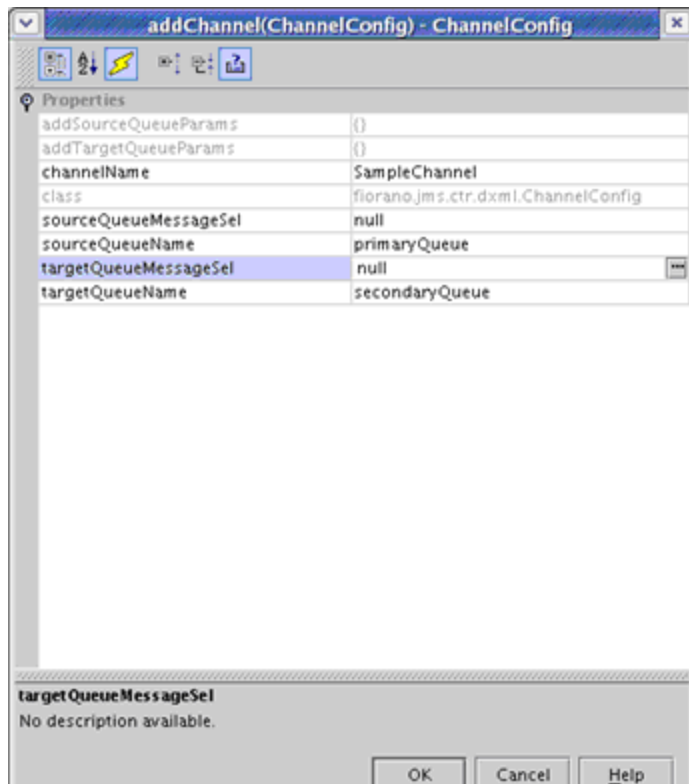 addChannel(ChannelConfig) - ChannelConfig
Properties
addSourceQueueParams {}
addTargetQueueParams {}
channelName SampleChannel
class fiorano.jms.ctr.dxml.ChannelConfig
sourceQueueMessageSel null
sourceQueueName primaryQueue
targetQueueMessageSel null
targetQueueName secondaryQueue
targetQueueMessageSel
No description available.
OK Cancel Help